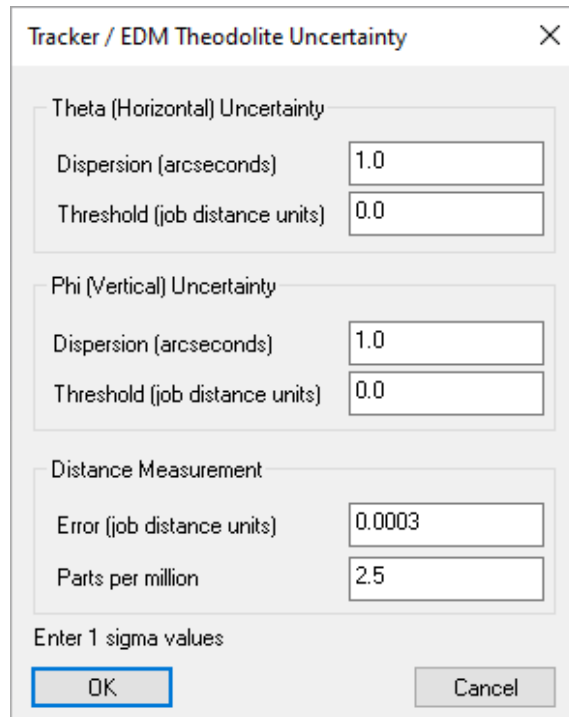 Tracker / EDM Theodolite Uncertainty
Theta (Horizontal) Uncertainty
Dispersion (arcseconds) 1.0
Threshold (job distance units) 0.0
Phi (Vertical) Uncertainty
Dispersion (arcseconds) 1.0
Threshold (job distance units) 0.0
Distance Measurement
Error (job distance units) 0.0003
Parts per million 2.5
Enter 1 sigma values
OK Cancel